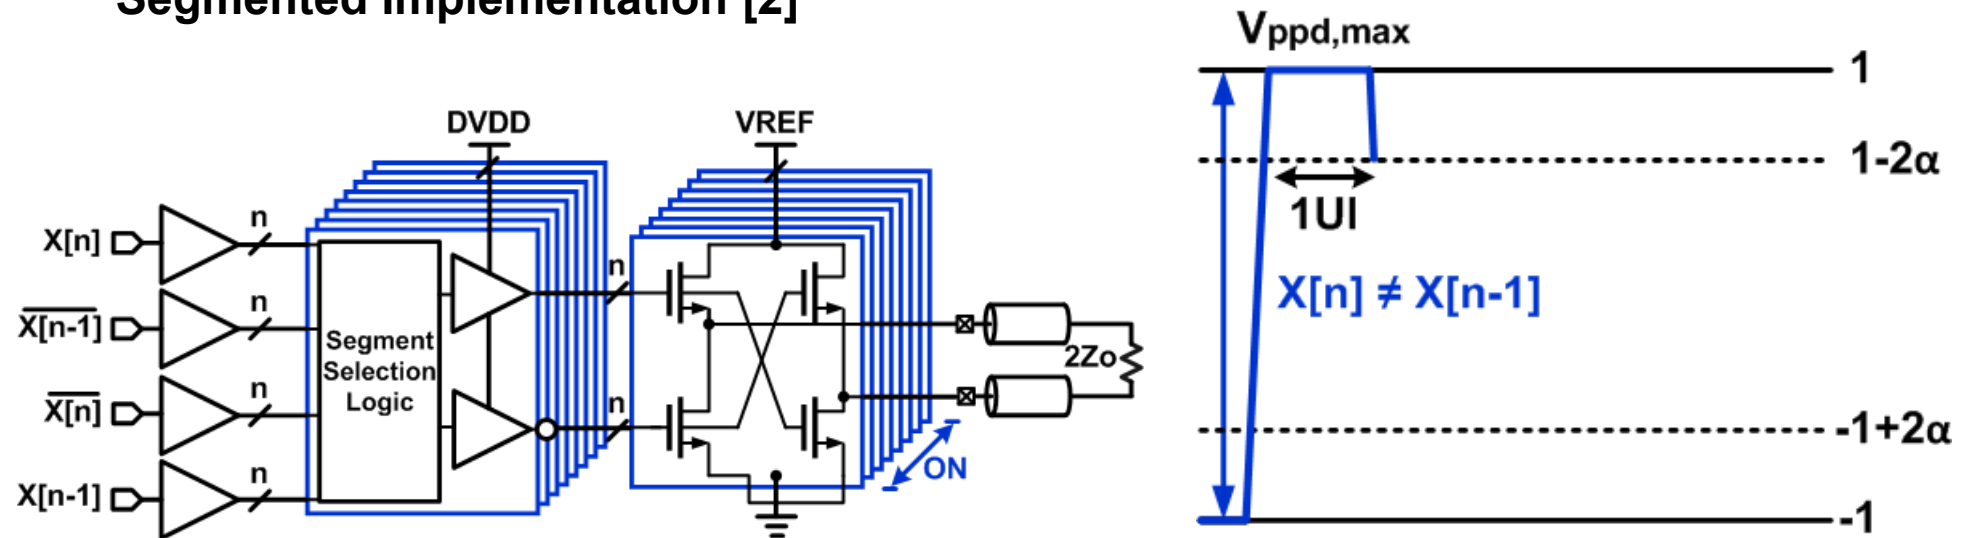 Segmented Implementation [2]
Vppd,max
1
DVDD
VREF
1-2α
1UI
X[n]
n
n
X[n] ≠ X[n-1]
X[n-1]
n
Segment
Selection
Logic
2Zo
X[n]
n
n
-1+2α
ON
X[n-1]
n
-1